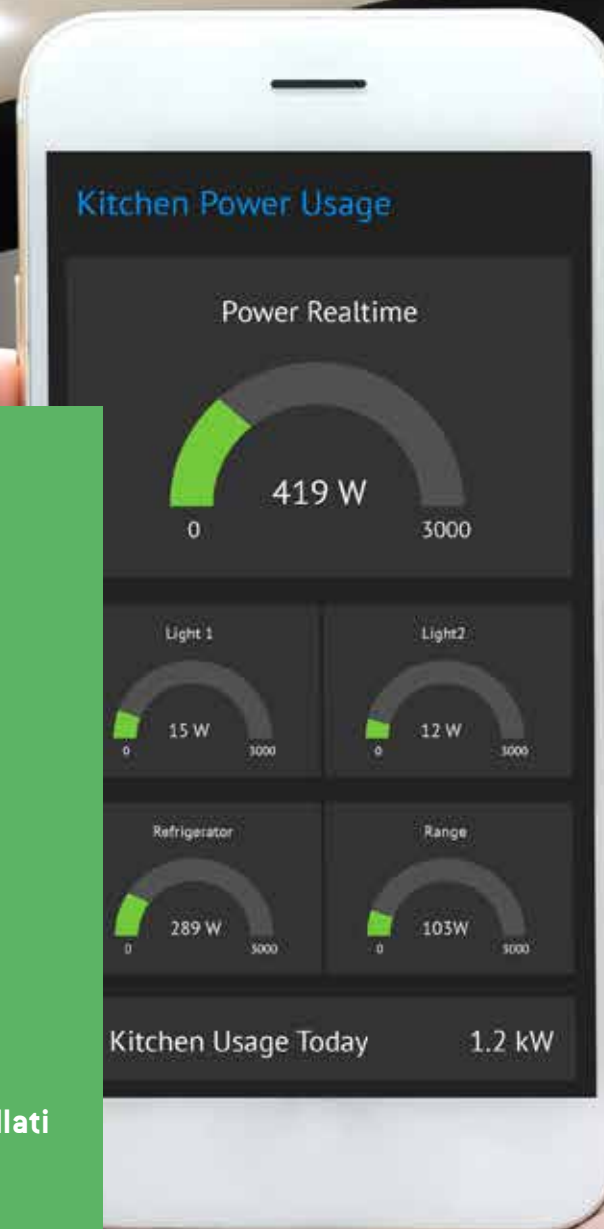 Kitchen Power Usage
Power Realtime
419 W
0 3000
Light 1 Light2
15 W 12 W
0 3000 0 3000
Refrigerator Range
289 W 103W
0 3000 0 3000
Kitchen Usage Today 1.2 kW
llati